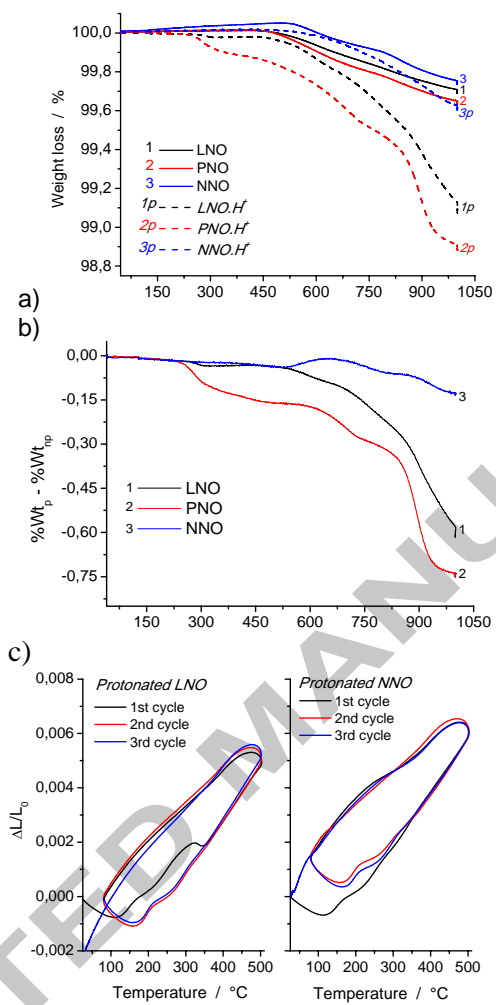 100,0
99,8
99,6
99,4
99,2
99,0
98,8
Weight loss / %
1 LNO
2 PNO
3 NNO
1p LNO.H⁺
2p PNO.H⁺
3p NNO.H⁺
3
1
2
3p
1p
2p
150 300 450 600 750 900 1050
a)
b)
0,00
-0,15
-0,30
-0,45
-0,60
-0,75
%Wtₚ - %Wtₙₚ
1 LNO
2 PNO
3 NNO
3
1
2
150 300 450 600 750 900 1050
c)
0,008
0,006
0,004
0,002
0,000
-0,002
ΔL/L₀
Protonated LNO
1st cycle
2nd cycle
3rd cycle
Protonated NNO
1st cycle
2nd cycle
3rd cycle
100 200 300 400 500
100 200 300 400 500
Temperature / °C
Temperature / °C
TED MANU